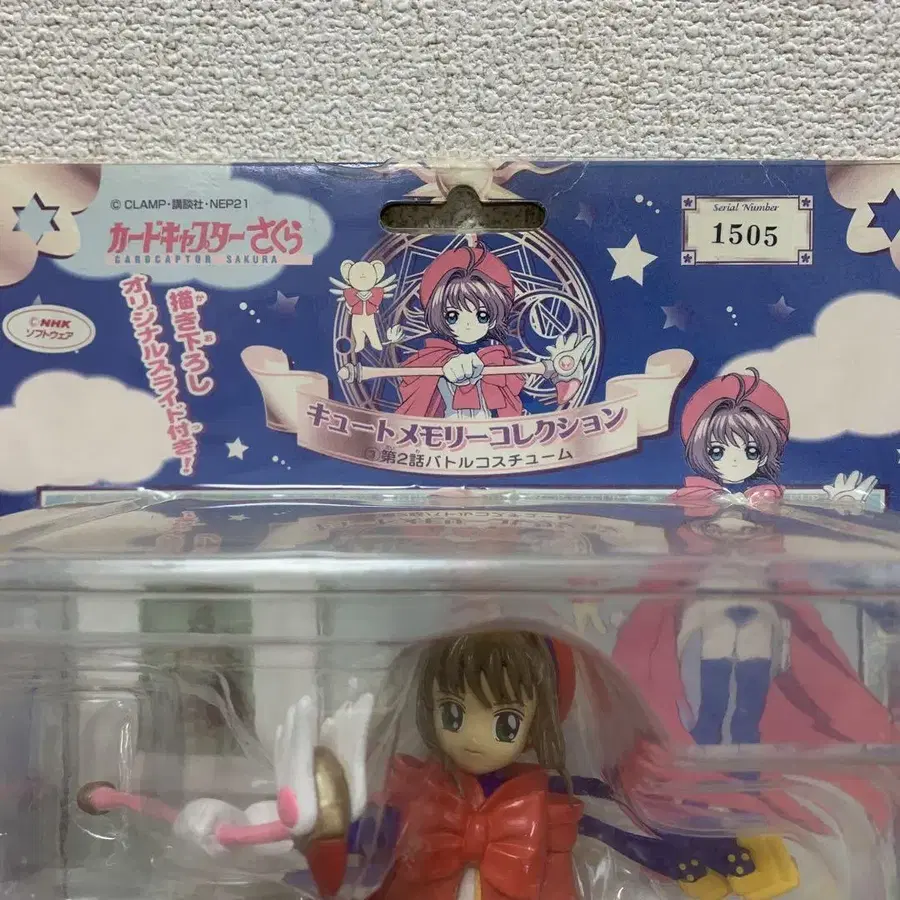 © CLAMP・講談社・NEP21
カードキャプターさくら
CARDCAPTOR SAKURA
©NHK
ソフトウェア
描き下ろし
オリジナルスライド付き!
Serial Number
1505
キュートメモリーコレクション
第2話バトルコスチューム